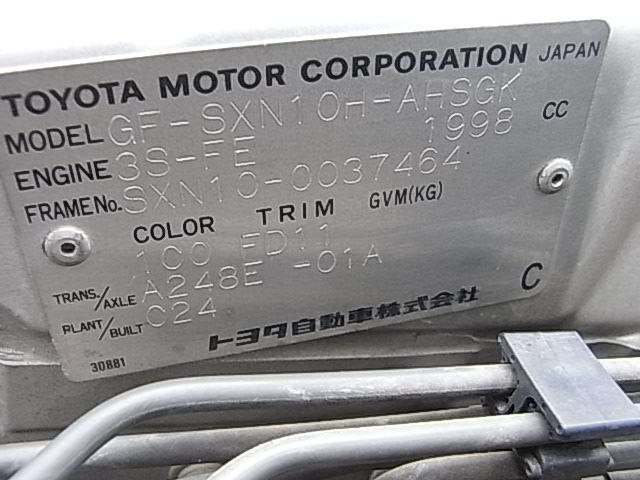 TOYOTA MOTOR CORPORATION JAPAN
MODEL GF-SXN10H-AHSGK
ENGINE 3S-FE 1998 CC
FRAME No. SXN10-0037464
COLOR TRIM GVM(KG)
1C0 FD11
TRANS./AXLE A248E -01A
PLANT/BUILT C24 C
トヨタ自動車株式会社
30881